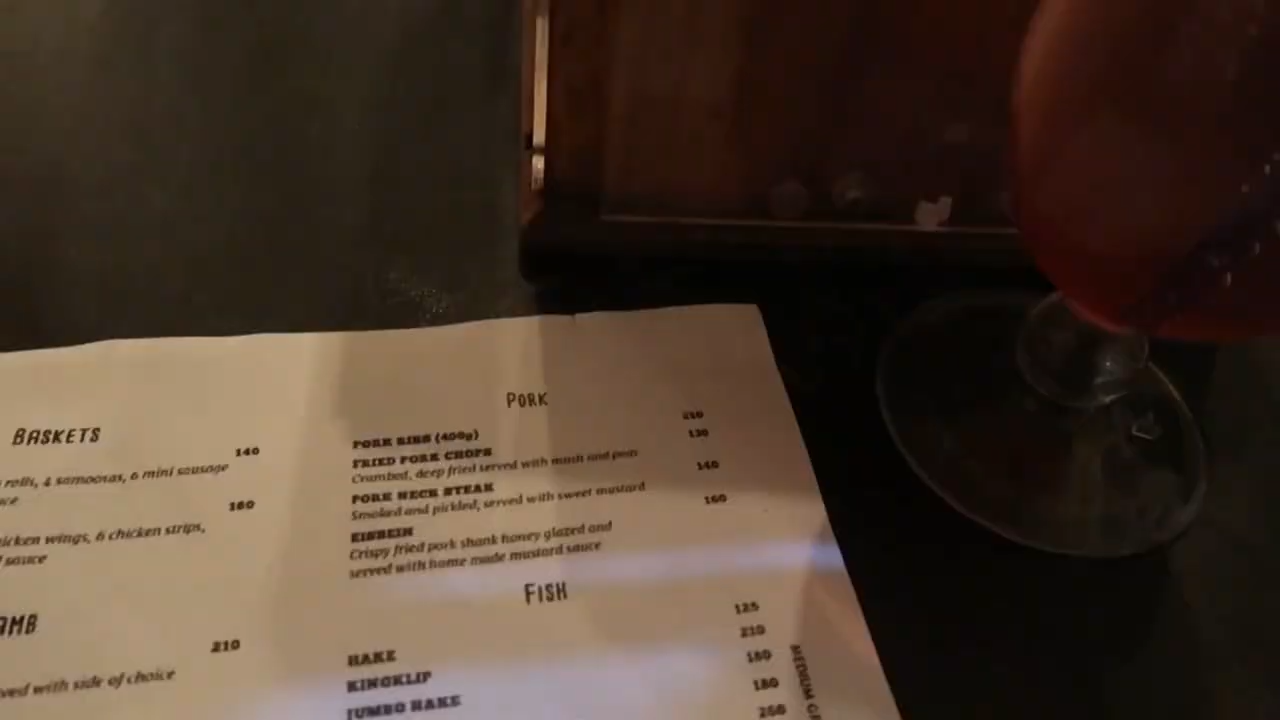 BASKETS
140
rolls, 4 samoosas, 6 mini sausage
180
chicken wings, 6 chicken strips,
sauce
210
served with side of choice
PORK
PORK RIBS (400g) 210
FRIED PORK CHOPS 130
Crumbed, deep fried served with mash and peas
PORK NECK STEAK 140
Smoked and pickled, served with sweet mustard
EISBEIN 160
Crispy fried pork shank honey glazed and
served with home made mustard sauce
FISH
HAKE 125
KINGKLIP 210
JUMBO HAKE 180
180
MEDIUM